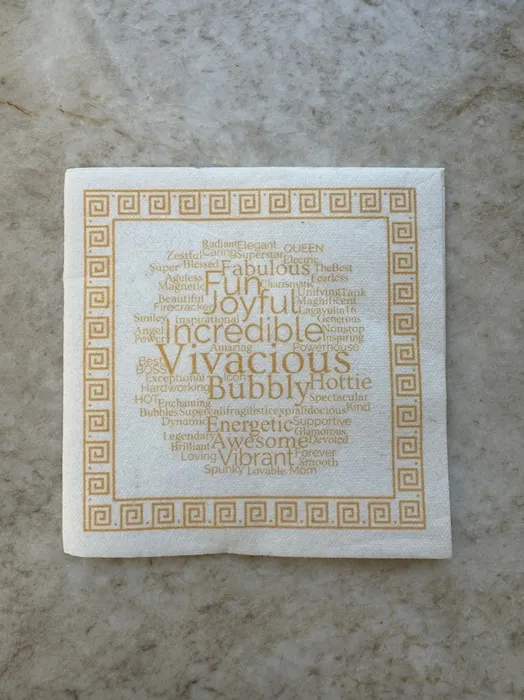 Radiant Elegant QUEEN
Zestful Caring Superstar Electric
Super Blessed Fabulous TheBest
Ageless Fun Charismatic Fearless
Magnetic Unifying Tank
Beautiful Joyful Magnificent
Firecracker Lagayulin16
Smiley inspirational Generous
Angel Incredible Nonstop
Power Inspiring
Amazing Powerhouse
Best Vivacious
BOSS
Exceptional Icon Bubbly Hottie
Hardworking
HOT Enchanting Spectacular
Bubbles Supercalifragilisticexpialidocious Kind
Dynamic Energetic Supportive
Glamorous
Legendary Awesome Devoted
Brilliant
Loving Vibrant Forever
Smooth
Spunky Lovable Mom